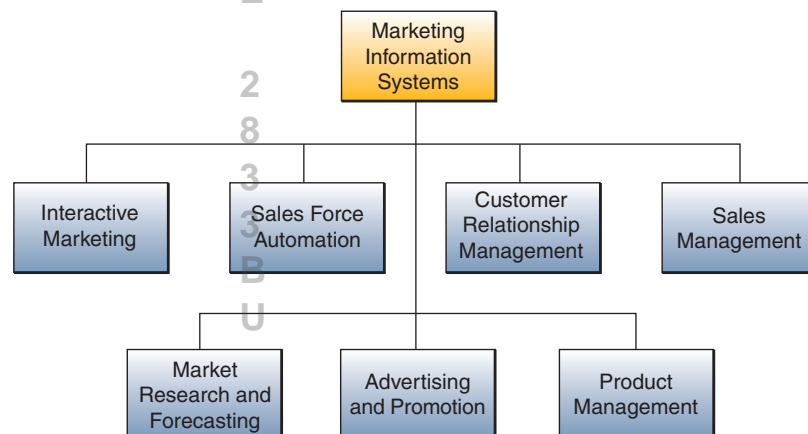 Marketing
Information
Systems
Interactive
Marketing
Sales Force
Automation
Customer
Relationship
Management
Sales
Management
Market
Research and
Forecasting
Advertising
and Promotion
Product
Management
2
8
3
3
B
U